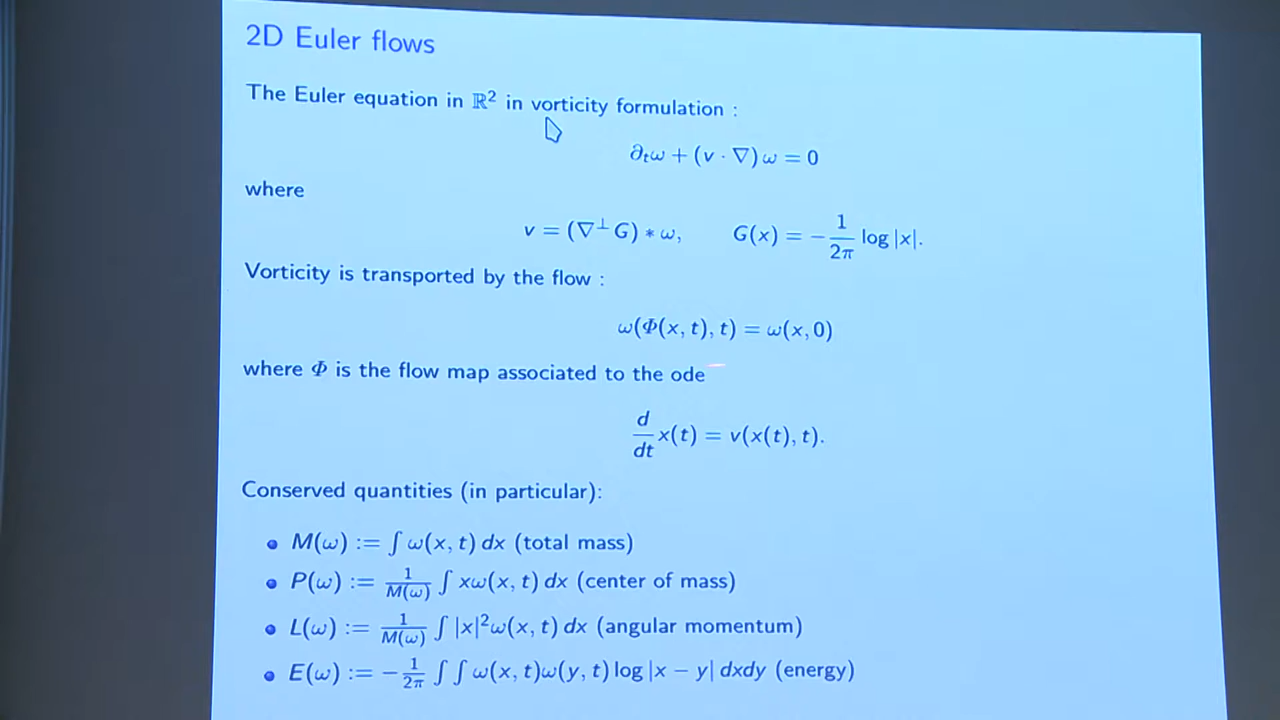 2D Euler flows
The Euler equation in ℝ² in vorticity formulation :
∂ₜω + (v · ∇)ω = 0
where
v = (∇⊥G) ∗ ω, G(x) = −1/2π log|x|.
Vorticity is transported by the flow :
ω(Φ(x, t), t) = ω(x, 0)
where Φ is the flow map associated to the ode
d/dt x(t) = v(x(t), t).
Conserved quantities (in particular):
• M(ω) := ∫ ω(x, t) dx (total mass)
• P(ω) := 1/M(ω) ∫ xω(x, t) dx (center of mass)
• L(ω) := 1/M(ω) ∫ |x|²ω(x, t) dx (angular momentum)
• E(ω) := −1/2π ∫ ∫ ω(x, t)ω(y, t) log |x − y| dxdy (energy)